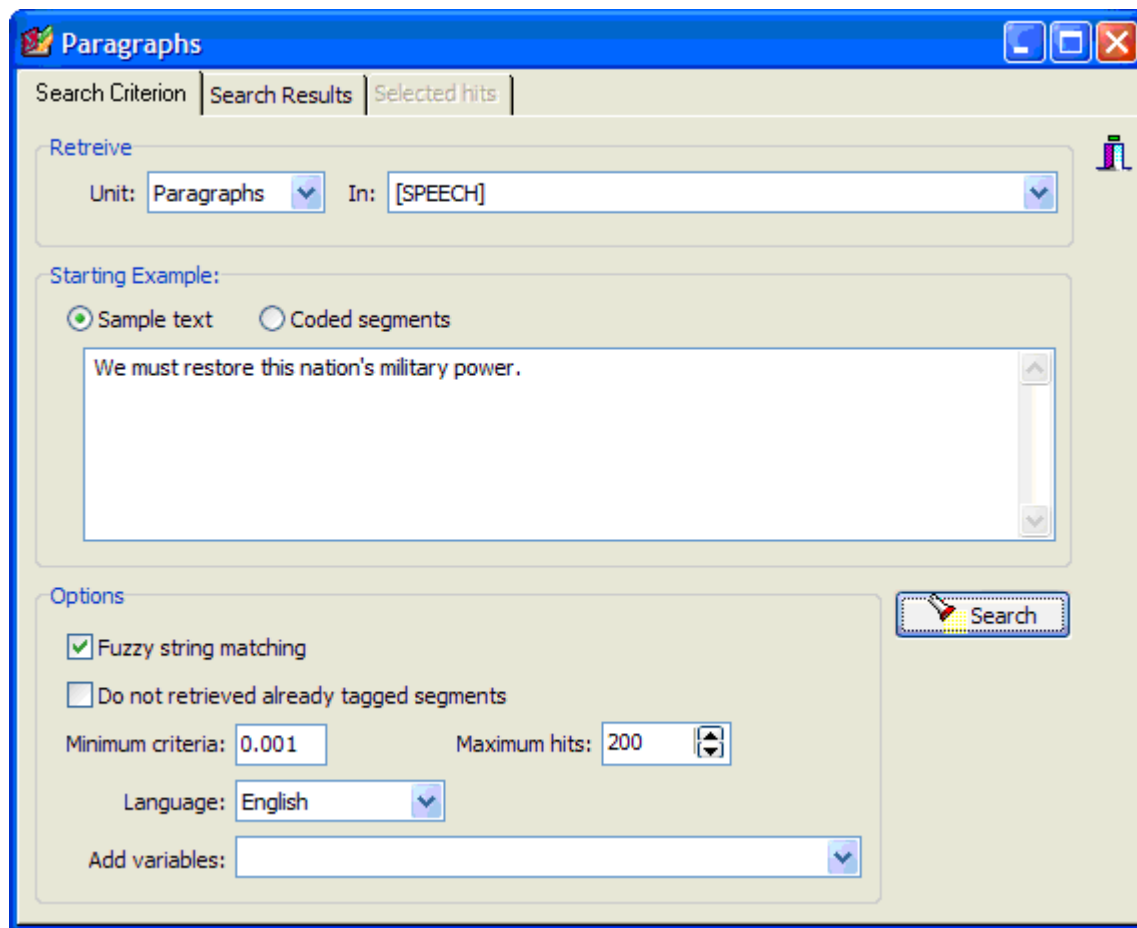 Paragraphs
Search Criterion Search Results Selected hits
Retreive
Unit: Paragraphs In: [SPEECH]
Starting Example:
Sample text Coded segments
We must restore this nation's military power.
Options
Search
Fuzzy string matching
Do not retrieved already tagged segments
Minimum criteria: 0.001 Maximum hits: 200
Language: English
Add variables: